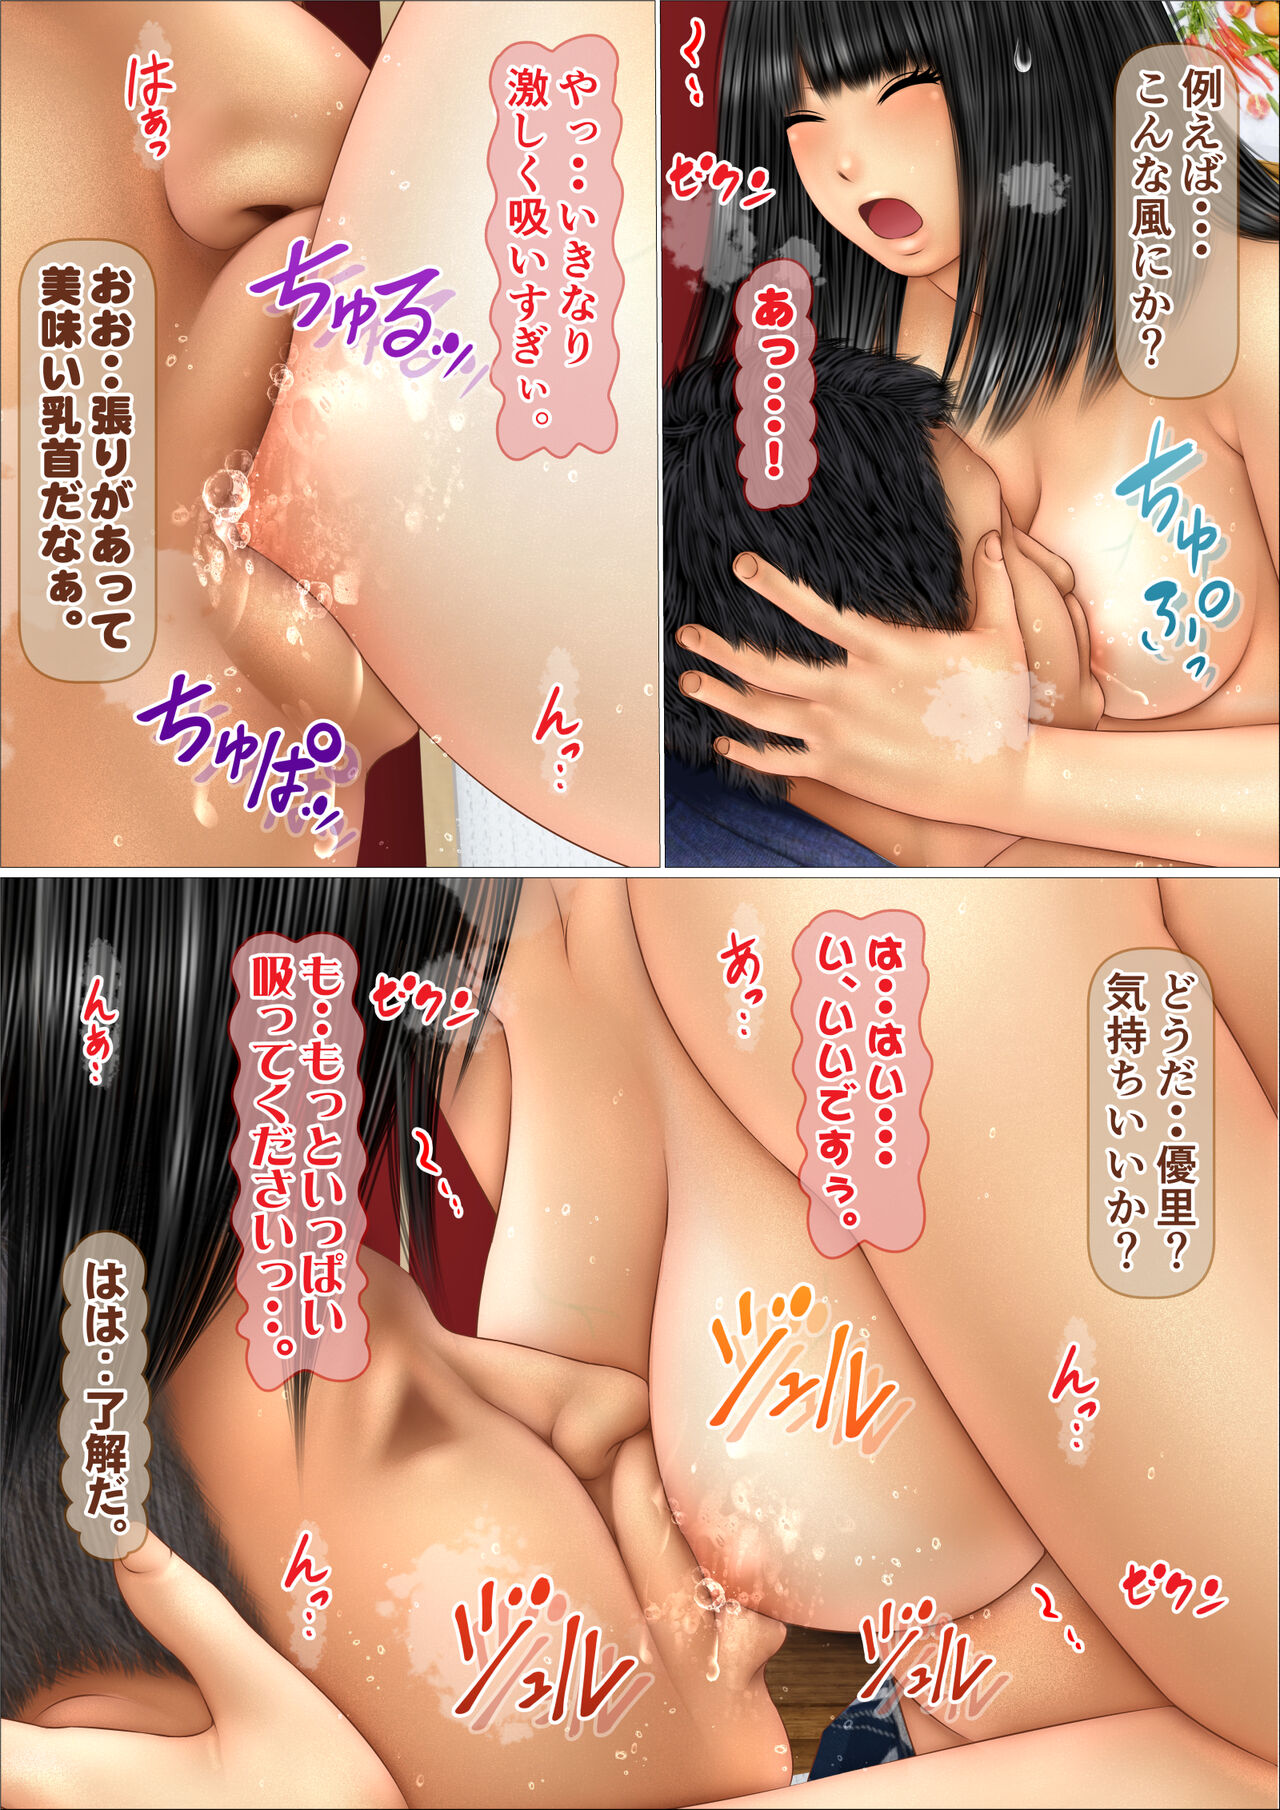 例えば‥‥
こんな風にか？
ゼクン
あっ‥‥！
ちゅ
ぷっ
やっ‥‥いきなり
激しく吸いすぎぃ。
はぁっ
ちゅるっ
おお‥張りがあって
美味い乳首だなぁ。
んっ‥
ちゅぱっ
どうだ‥優里？
気持ちいいか？
は‥はい‥‥
い、いいですぅ。
あっ‥
ゼクン
も‥もっといっぱい
吸ってくださいっ‥。
んぁ‥
はは‥了解だ。
ジュル
んっ‥
んっ‥
ジュル
ジュル
ゼクン